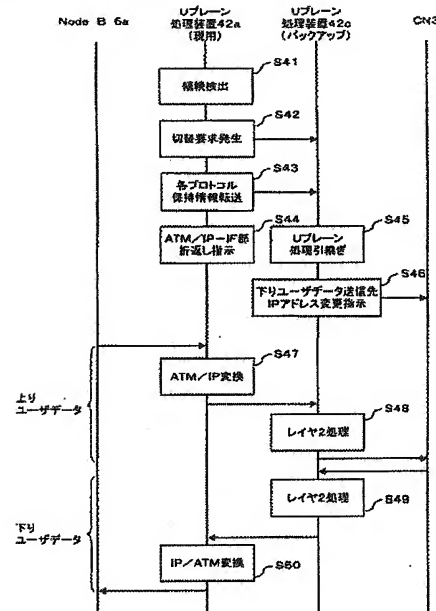 Node B 6a
Uプレーン
処理装置42a
(現用)
Uプレーン
処理装置42c
(バックアップ)
CN3
S41
輻輳検出
S42
切替要求発生
S43
各プロトコル
保持情報転送
S44
ATM/IP-IF部
折返し指示
S45
Uプレーン
処理引継ぎ
S46
下りユーザデータ送信先
IPアドレス変更指示
S47
ATM/IP変換
上り
ユーザデータ
S48
レイヤ2処理
レイヤ2処理
S49
下り
ユーザデータ
IP/ATM変換
S50